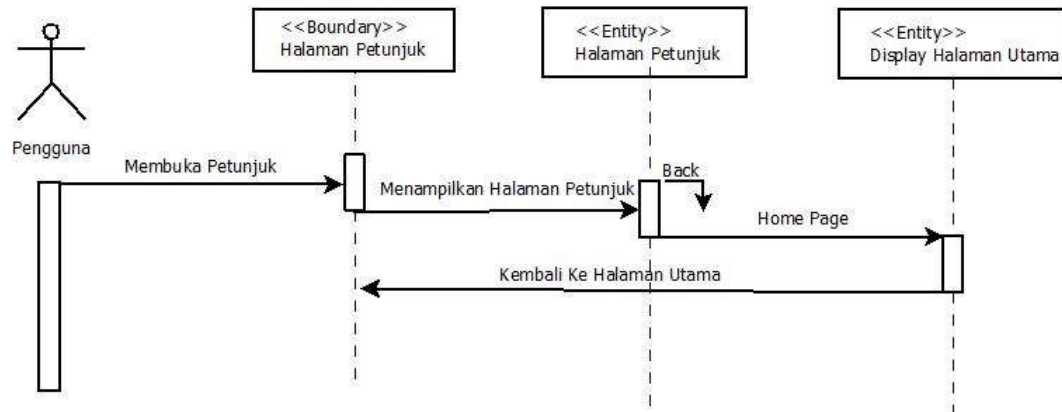 <<Boundary>>
Halaman Petunjuk
<<Entity>>
Halaman Petunjuk
<<Entity>>
Display Halaman Utama
Pengguna
Membuka Petunjuk
Menampilkan Halaman Petunjuk
Back
Home Page
Kembali Ke Halaman Utama